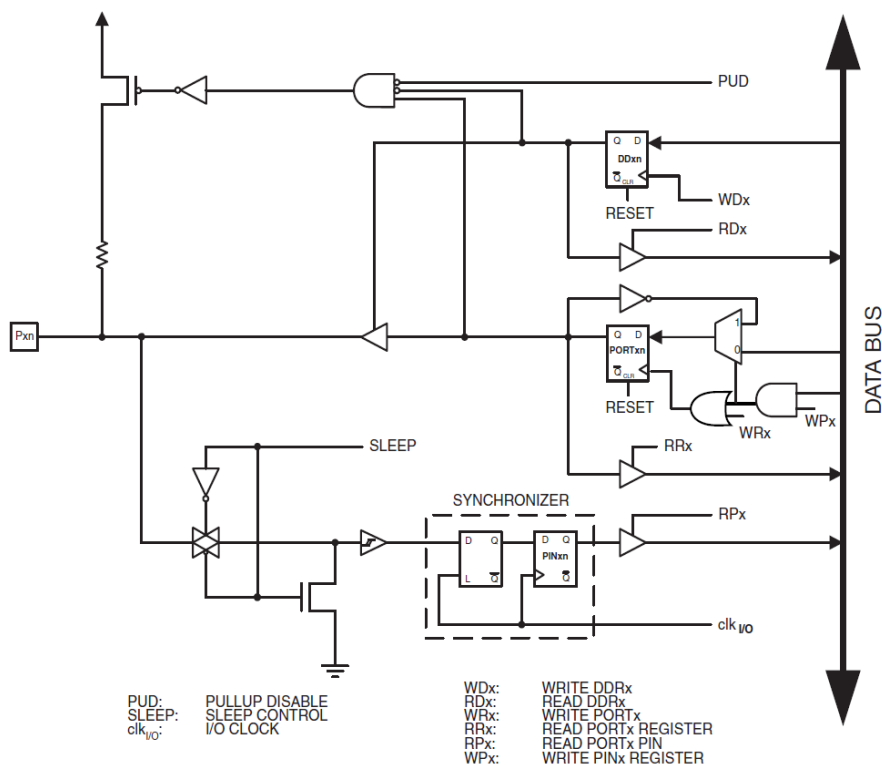 PUD
Q D
DDxn
Q CLR
WDx
RESET
RDx
Pxn
1
Q D
PORTxn
0
Q CLR
RESET
WPx
WRx
RRx
SLEEP
SYNCHRONIZER
RPx
D Q
D Q
PINxn
L Q
Q
clk I/O
DATA BUS
PUD: PULLUP DISABLE
SLEEP: SLEEP CONTROL
clkI/O: I/O CLOCK
WDx: WRITE DDRx
RDx: READ DDRx
WRx: WRITE PORTx
RRx: READ PORTx REGISTER
RPx: READ PORTx PIN
WPx: WRITE PINx REGISTER